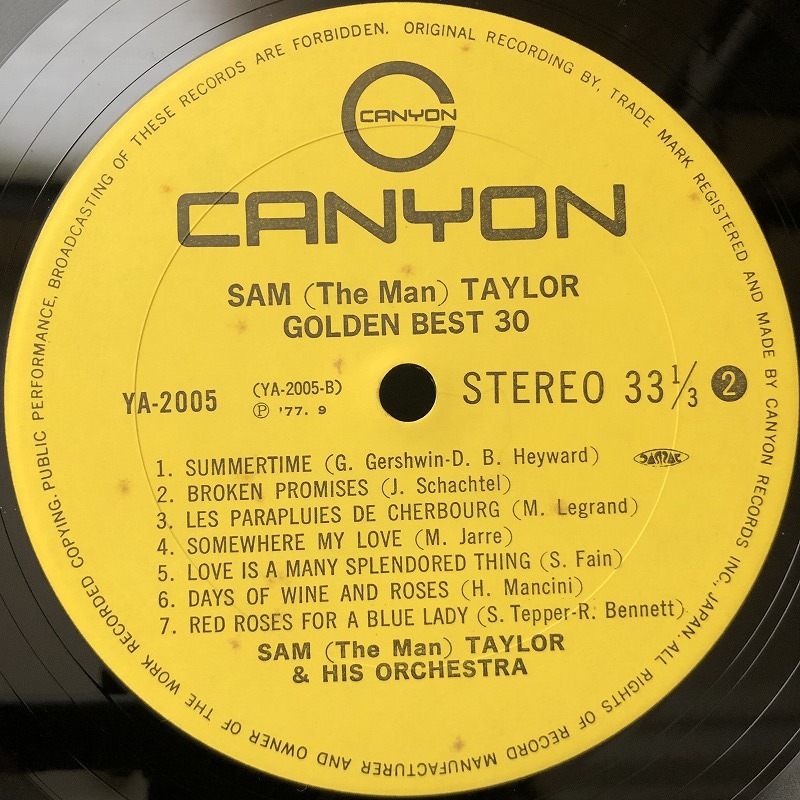 CANYON
CANYON
SAM (The Man) TAYLOR
GOLDEN BEST 30
YA-2005
(YA-2005-B)
Ⓟ '77. 9
STEREO 33 1/3 ❷
1. SUMMERTIME (G. Gershwin-D. B. Heyward)
JASRAC
2. BROKEN PROMISES (J. Schachtel)
3. LES PARAPLUIES DE CHERBOURG (M. Legrand)
4. SOMEWHERE MY LOVE (M. Jarre)
5. LOVE IS A MANY SPLENDORED THING (S. Fain)
6. DAYS OF WINE AND ROSES (H. Mancini)
7. RED ROSES FOR A BLUE LADY (S. Tepper-R. Bennett)
SAM (The Man) TAYLOR
& HIS ORCHESTRA
ORIGINAL RECORDING BY, TRADE MARK REGISTERED AND MADE BY CANYON RECORDS INC., JAPAN. ALL RIGHTS OF RECORD MANUFACTURER AND OWNER OF THE WORK RECORDED COPYING. PUBLIC PERFORMANCE, BROADCASTING OF THESE RECORDS ARE FORBIDDEN.